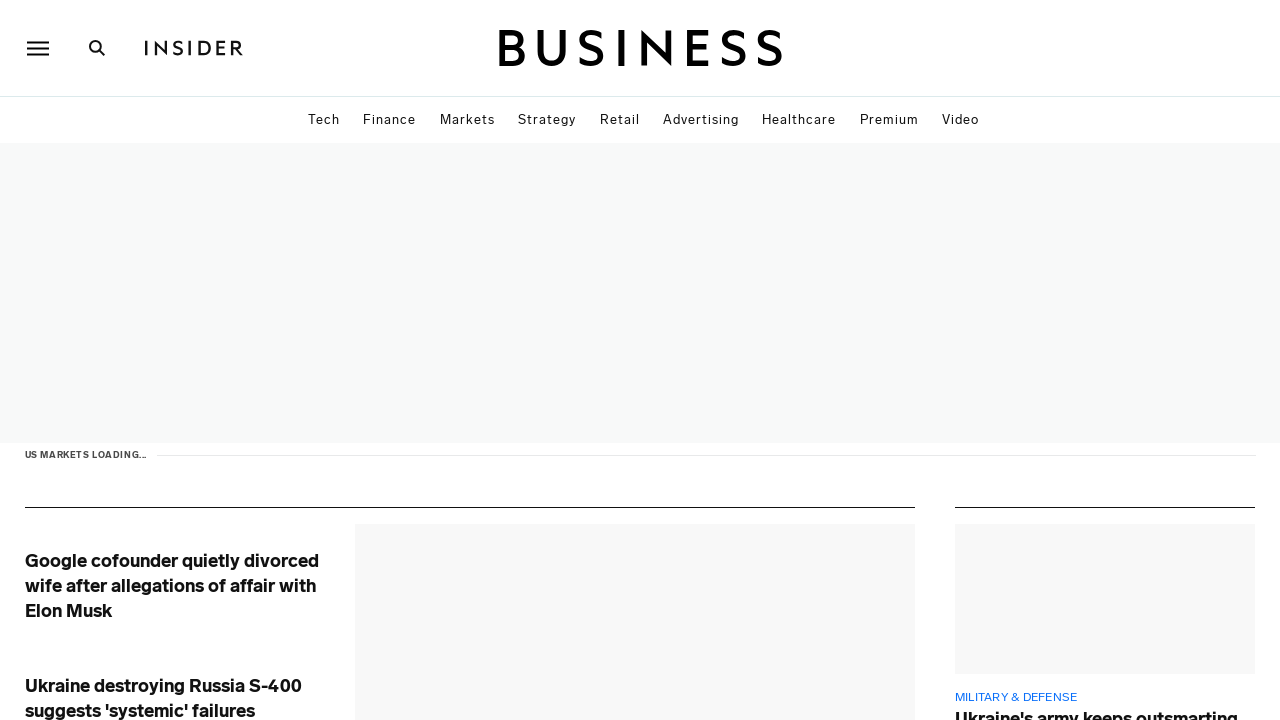 INSIDER
BUSINESS
Tech Finance Markets Strategy Retail Advertising Healthcare Premium Video
US MARKETS LOADING...
Google cofounder quietly divorced
wife after allegations of affair with
Elon Musk
Ukraine destroying Russia S-400
suggests 'systemic' failures
MILITARY & DEFENSE
Ukraine's army keeps outsmarting